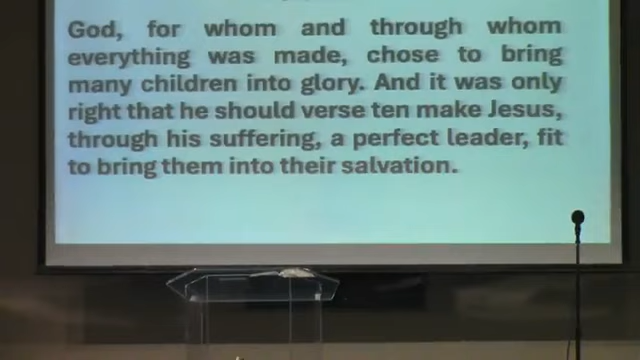 God, for whom and through whom
everything was made, chose to bring
many children into glory. And it was only
right that he should verse ten make Jesus,
through his suffering, a perfect leader, fit
to bring them into their salvation.